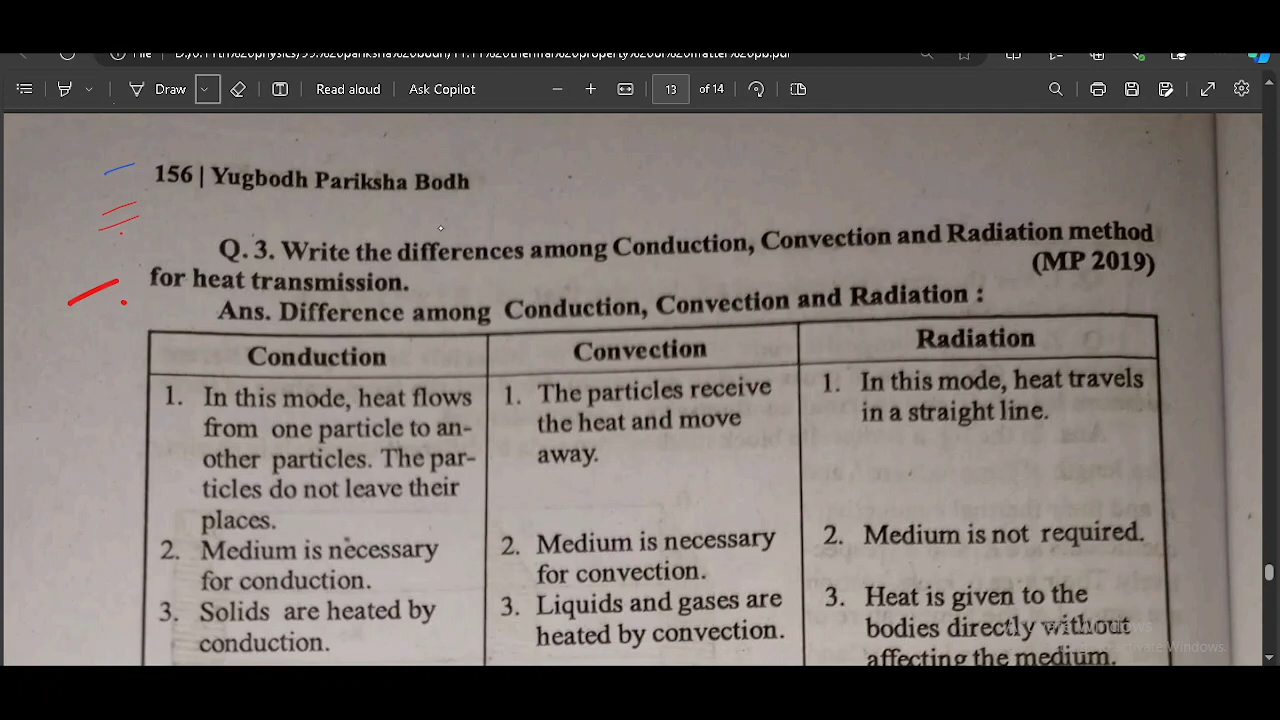 File
Draw
Read aloud
Ask Copilot
13
of 14
156 | Yugbodh Pariksha Bodh
Q. 3. Write the differences among Conduction, Convection and Radiation method
for heat transmission.
(MP 2019)
Ans. Difference among Conduction, Convection and Radiation :
Conduction
1. In this mode, heat flows
from one particle to an-
other particles. The par-
ticles do not leave their
places.
2. Medium is necessary
for conduction.
3. Solids are heated by
conduction.
Convection
1. The particles receive
the heat and move
away.
2. Medium is necessary
for convection.
3. Liquids and gases are
heated by convection.
Radiation
1. In this mode, heat travels
in a straight line.
2. Medium is not required.
3. Heat is given to the
bodies directly without
affecting the medium.